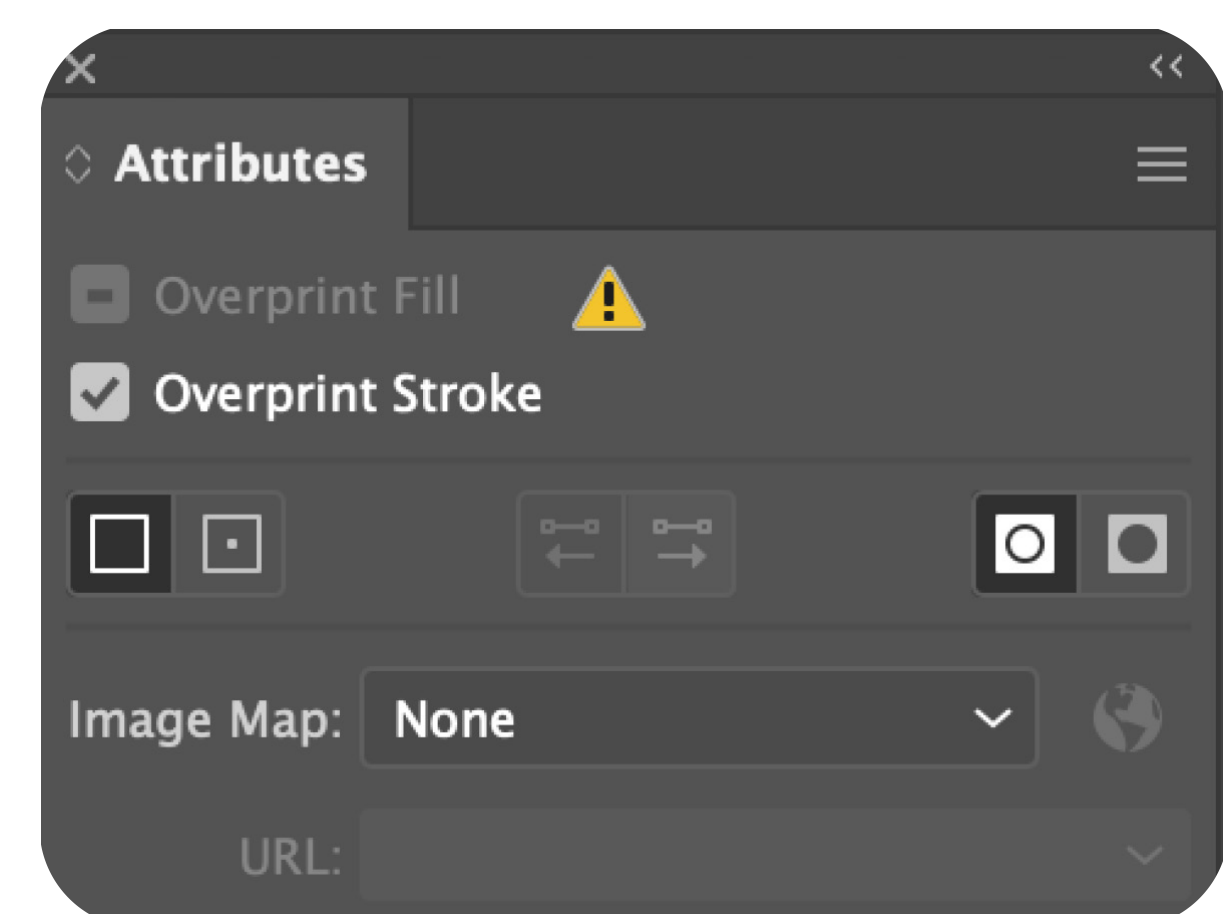 Attributes
Overprint Fill
Overprint Stroke
Image Map: None
URL: